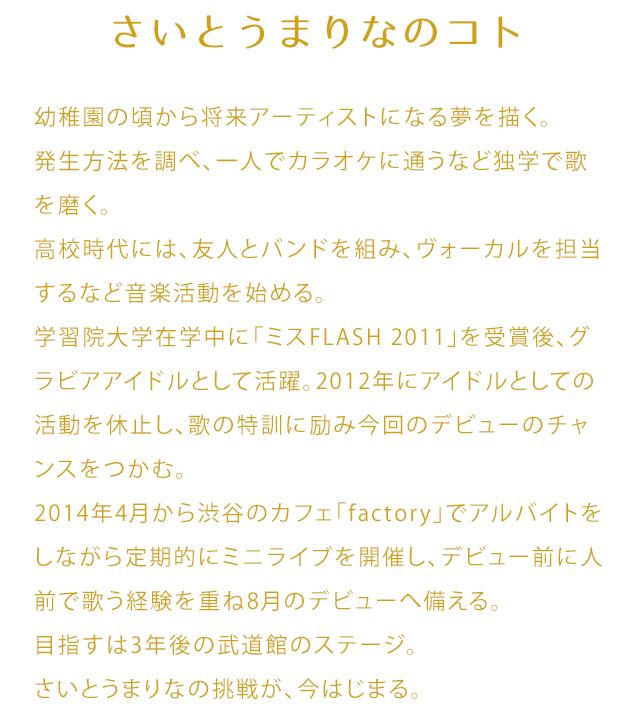 さいとうまりなのコト
幼稚園の頃から将来アーティストになる夢を描く。
発生方法を調べ、一人でカラオケに通うなど独学で歌
を磨く。
高校時代には、友人とバンドを組み、ヴォーカルを担当
するなど音楽活動を始める。
学習院大学在学中に「ミスFLASH 2011」を受賞後、グ
ラビアアイドルとして活躍。2012年にアイドルとしての
活動を休止し、歌の特訓に励み今回のデビューのチャ
ンスをつかむ。
2014年4月から渋谷のカフェ「factory」でアルバイトを
しながら定期的にミニライブを開催し、デビュー前に人
前で歌う経験を重ね8月のデビューへ備える。
目指すは3年後の武道館のステージ。
さいとうまりなの挑戦が、今はじまる。